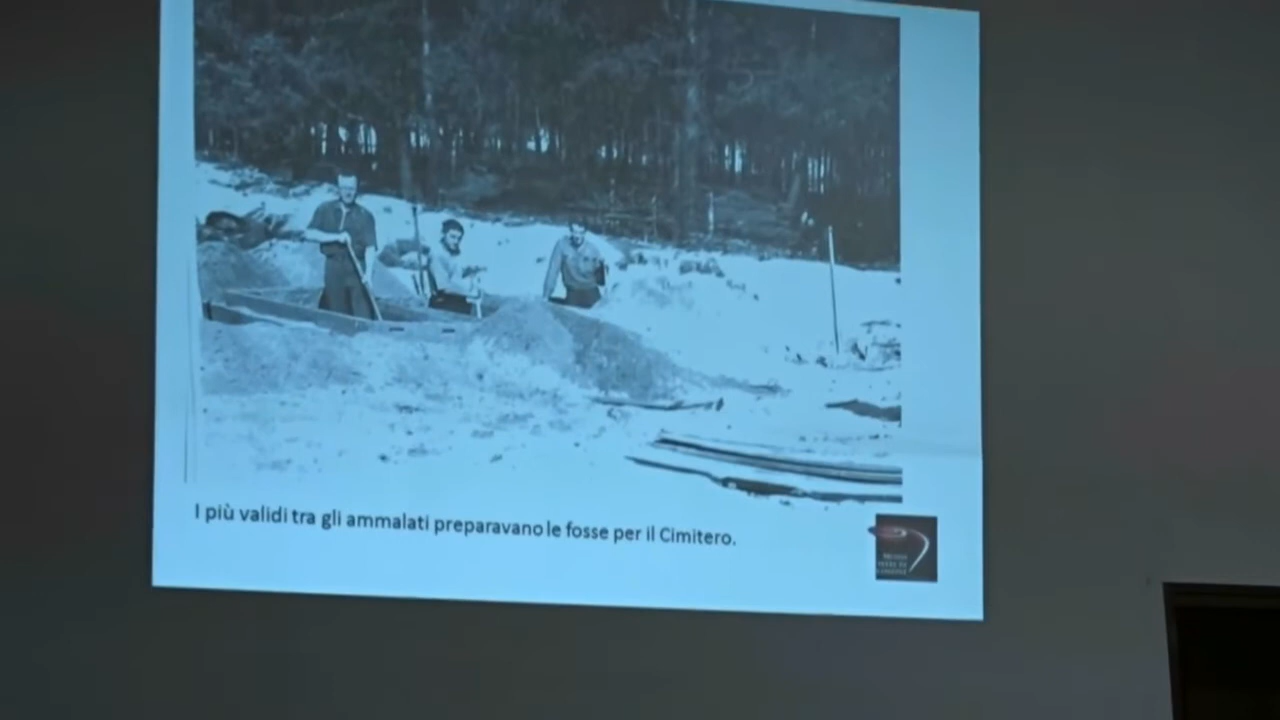 I più validi tra gli ammalati preparavano le fosse per il Cimitero.